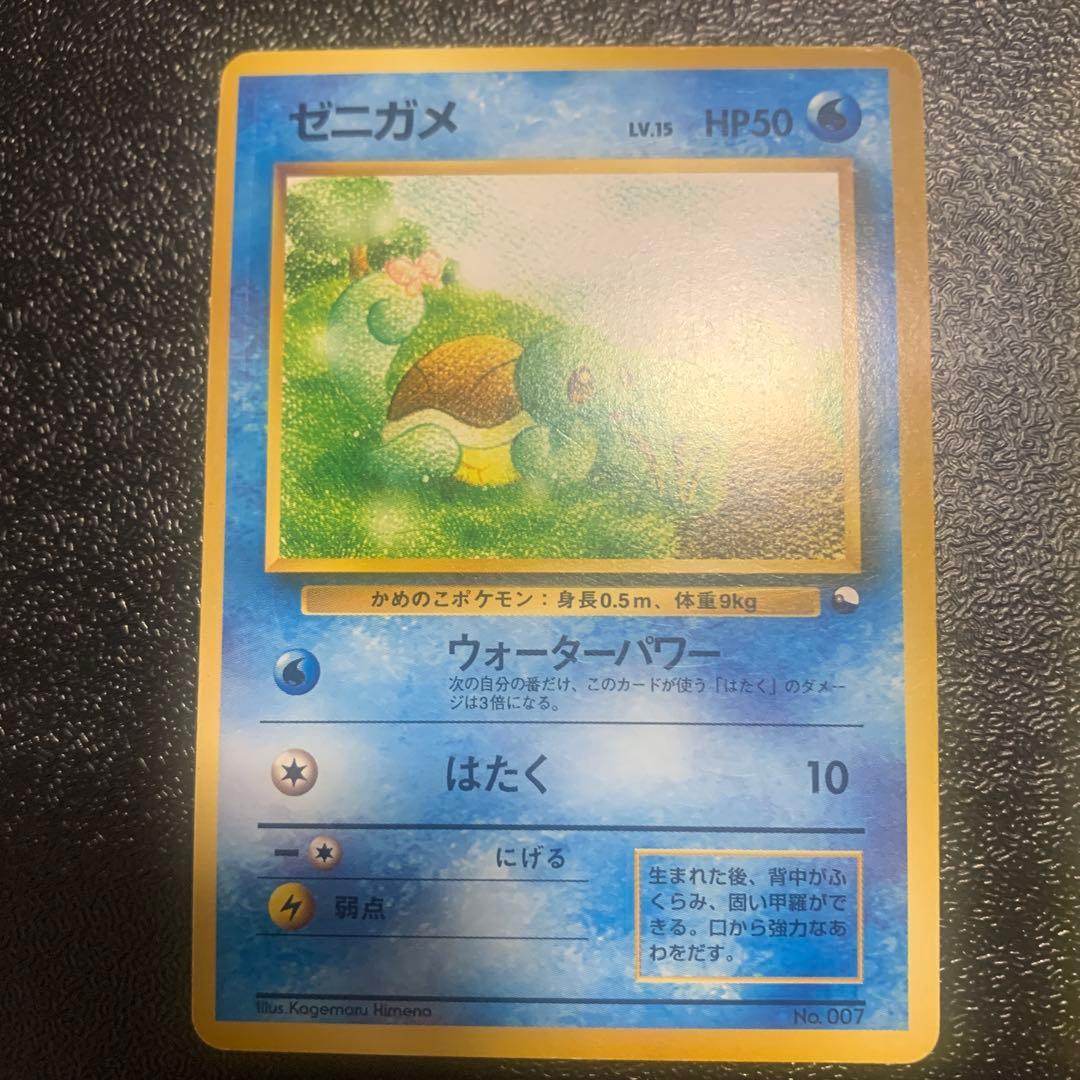 ゼニガメ LV.15 HP50
かめのこポケモン：身長0.5m、体重9kg
ウォーターパワー
次の自分の番だけ、このカードが使う「はたく」のダメー
ジは3倍になる。
はたく 10
にげる
弱点
生まれた後、背中がふ
くらみ、固い甲羅がで
きる。口から強力なあ
わをだす。
Illus.Kagemaru Himeno
No. 007